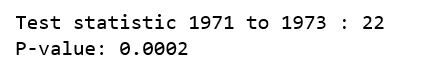 Test statistic 1971 to 1973 : 22
P-value: 0.0002